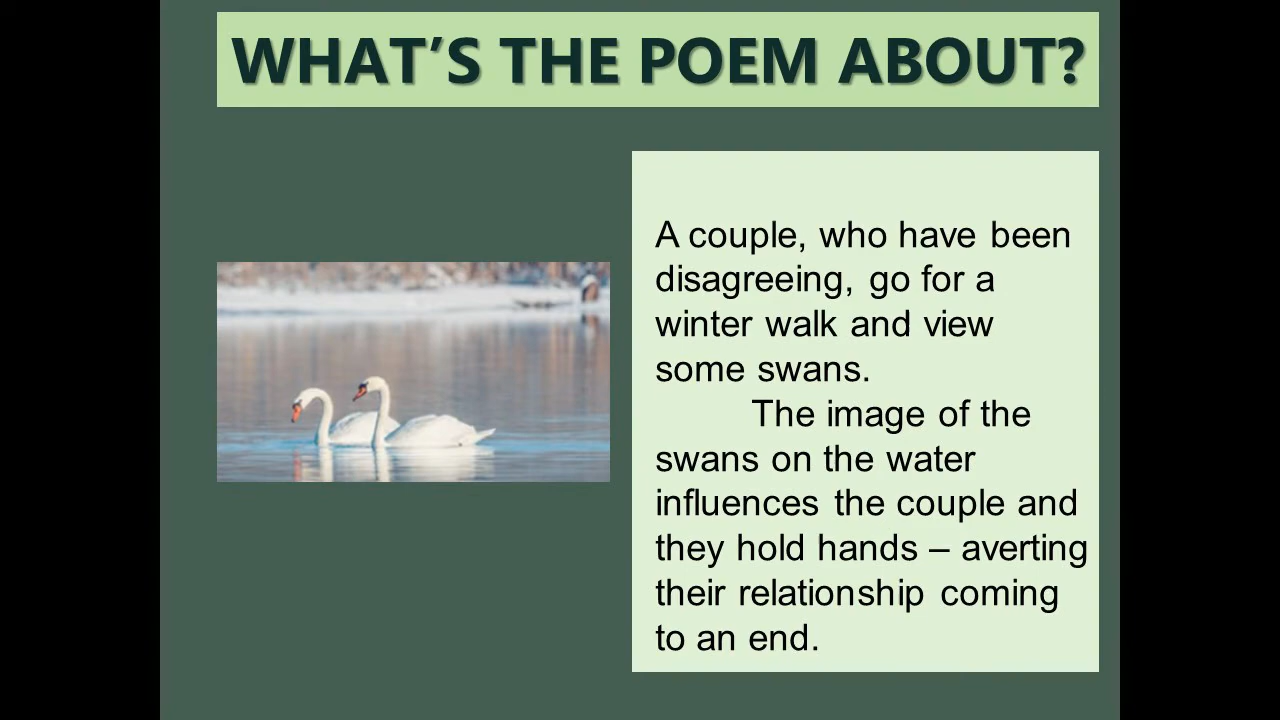 WHAT’S THE POEM ABOUT?
A couple, who have been
disagreeing, go for a
winter walk and view
some swans.
The image of the
swans on the water
influences the couple and
they hold hands – averting
their relationship coming
to an end.